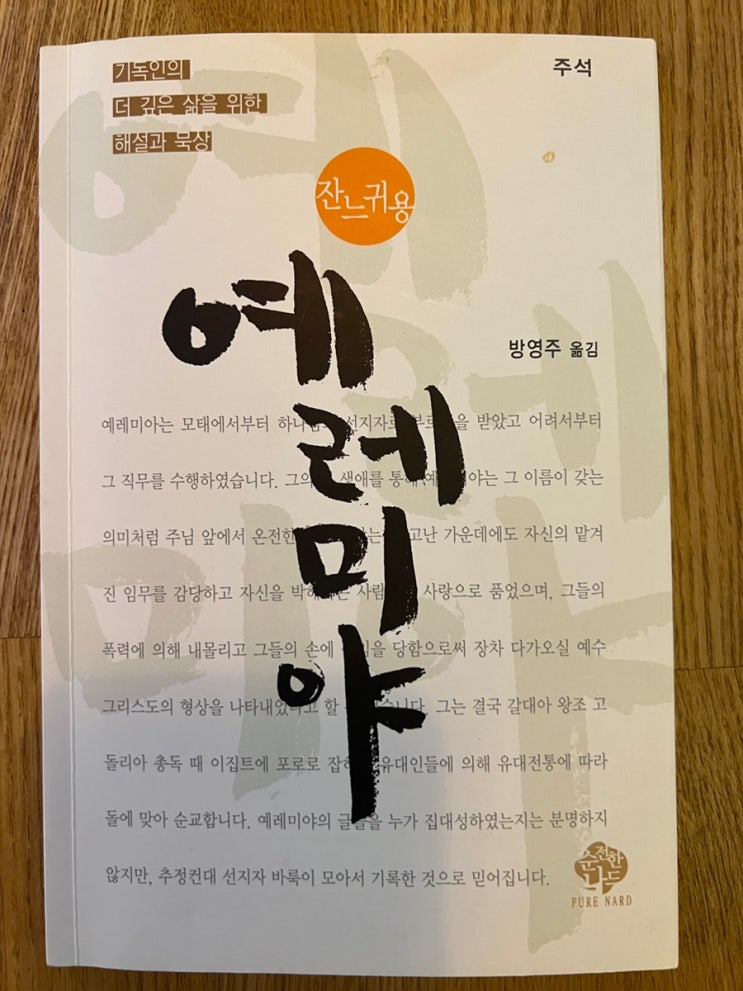 기독인의
더 깊은 삶을 위한
해설과 묵상
주석
잔느귀용
예레미야
방영주 옮김
예레미아는 모태에서부터 선지자로 받았고 어려서부터
그 직무를 수행하였습니다. 생애를 통해 그 이름이 갖는
의미처럼 주님 앞에서 온전한 고난 가운데에도 자신의 맡겨
진 임무를 감당하고 자신을 사랑으로 품었으며, 그들의
폭력에 의해 내몰리고 그들의 손에 당함으로써 장차 다가오실 예수
그리스도의 형상을 나타내었다고 할 그는 결국 갈대아 왕조 고
돌리아 총독 때 이집트에 포로로 유대인들에 의해 유대전통에 따라
돌에 맞아 순교합니다. 예레미야의 글들을 누가 집대성하였는지는 분명하지
않지만, 추정컨대 선지자 바룩이 모아서 기록한 것으로 믿어집니다.
순전한
나드
PURE NARD